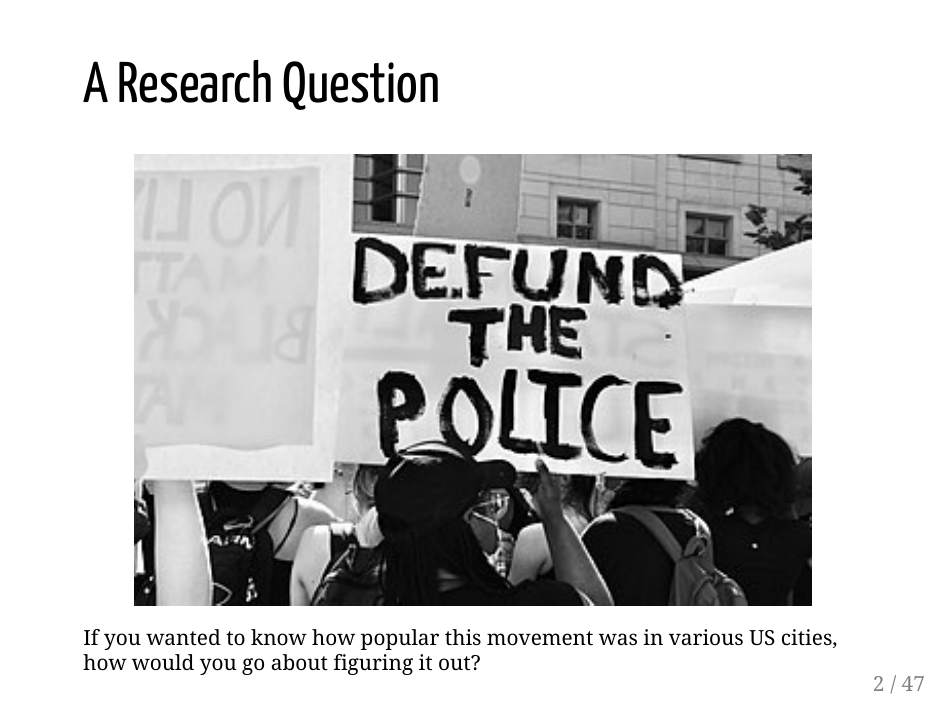 A Research Question
DEFUND
THE
POLICE
If you wanted to know how popular this movement was in various US cities,
how would you go about figuring it out?
2 / 47